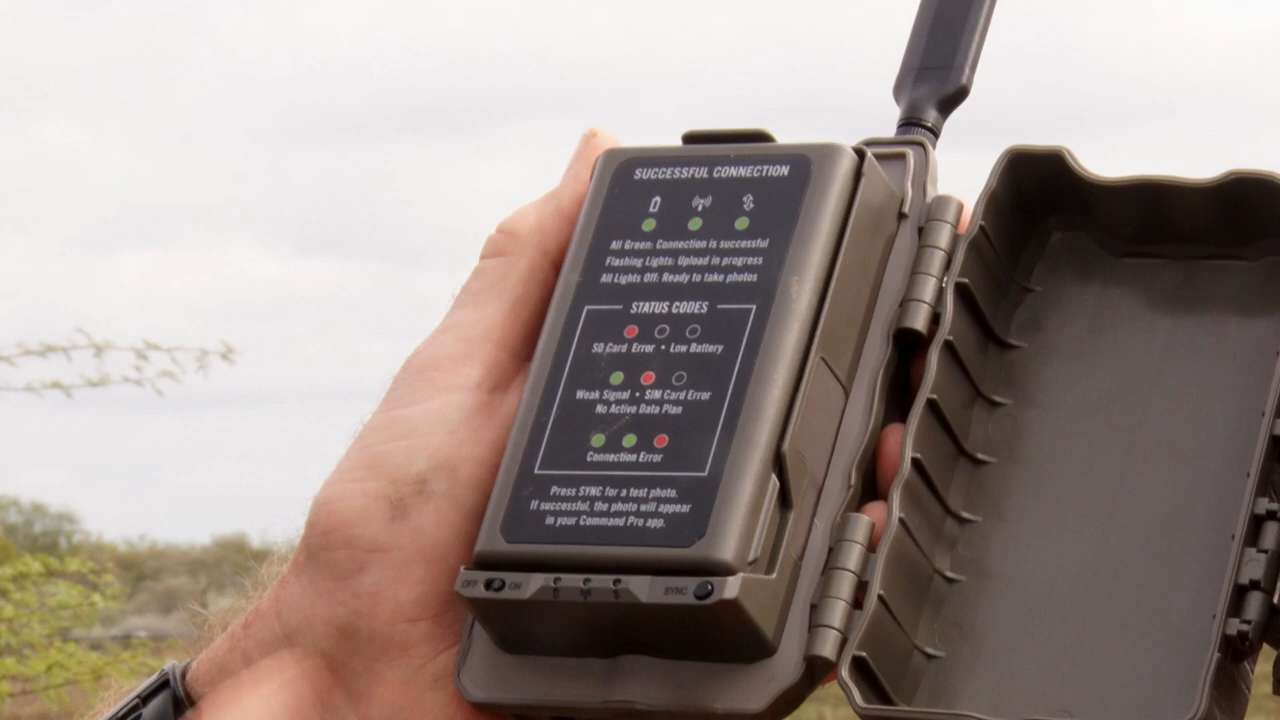 SUCCESSFUL CONNECTION
All Green: Connection is successful
Flashing Lights: Upload in progress
All Lights Off: Ready to take photos
STATUS CODES
SD Card Error • Low Battery
Weak Signal • SIM Card Error
No Active Data Plan
Connection Error
Press SYNC for a test photo.
If successful, the photo will appear
in your Command Pro app.
OFF ON SYNC